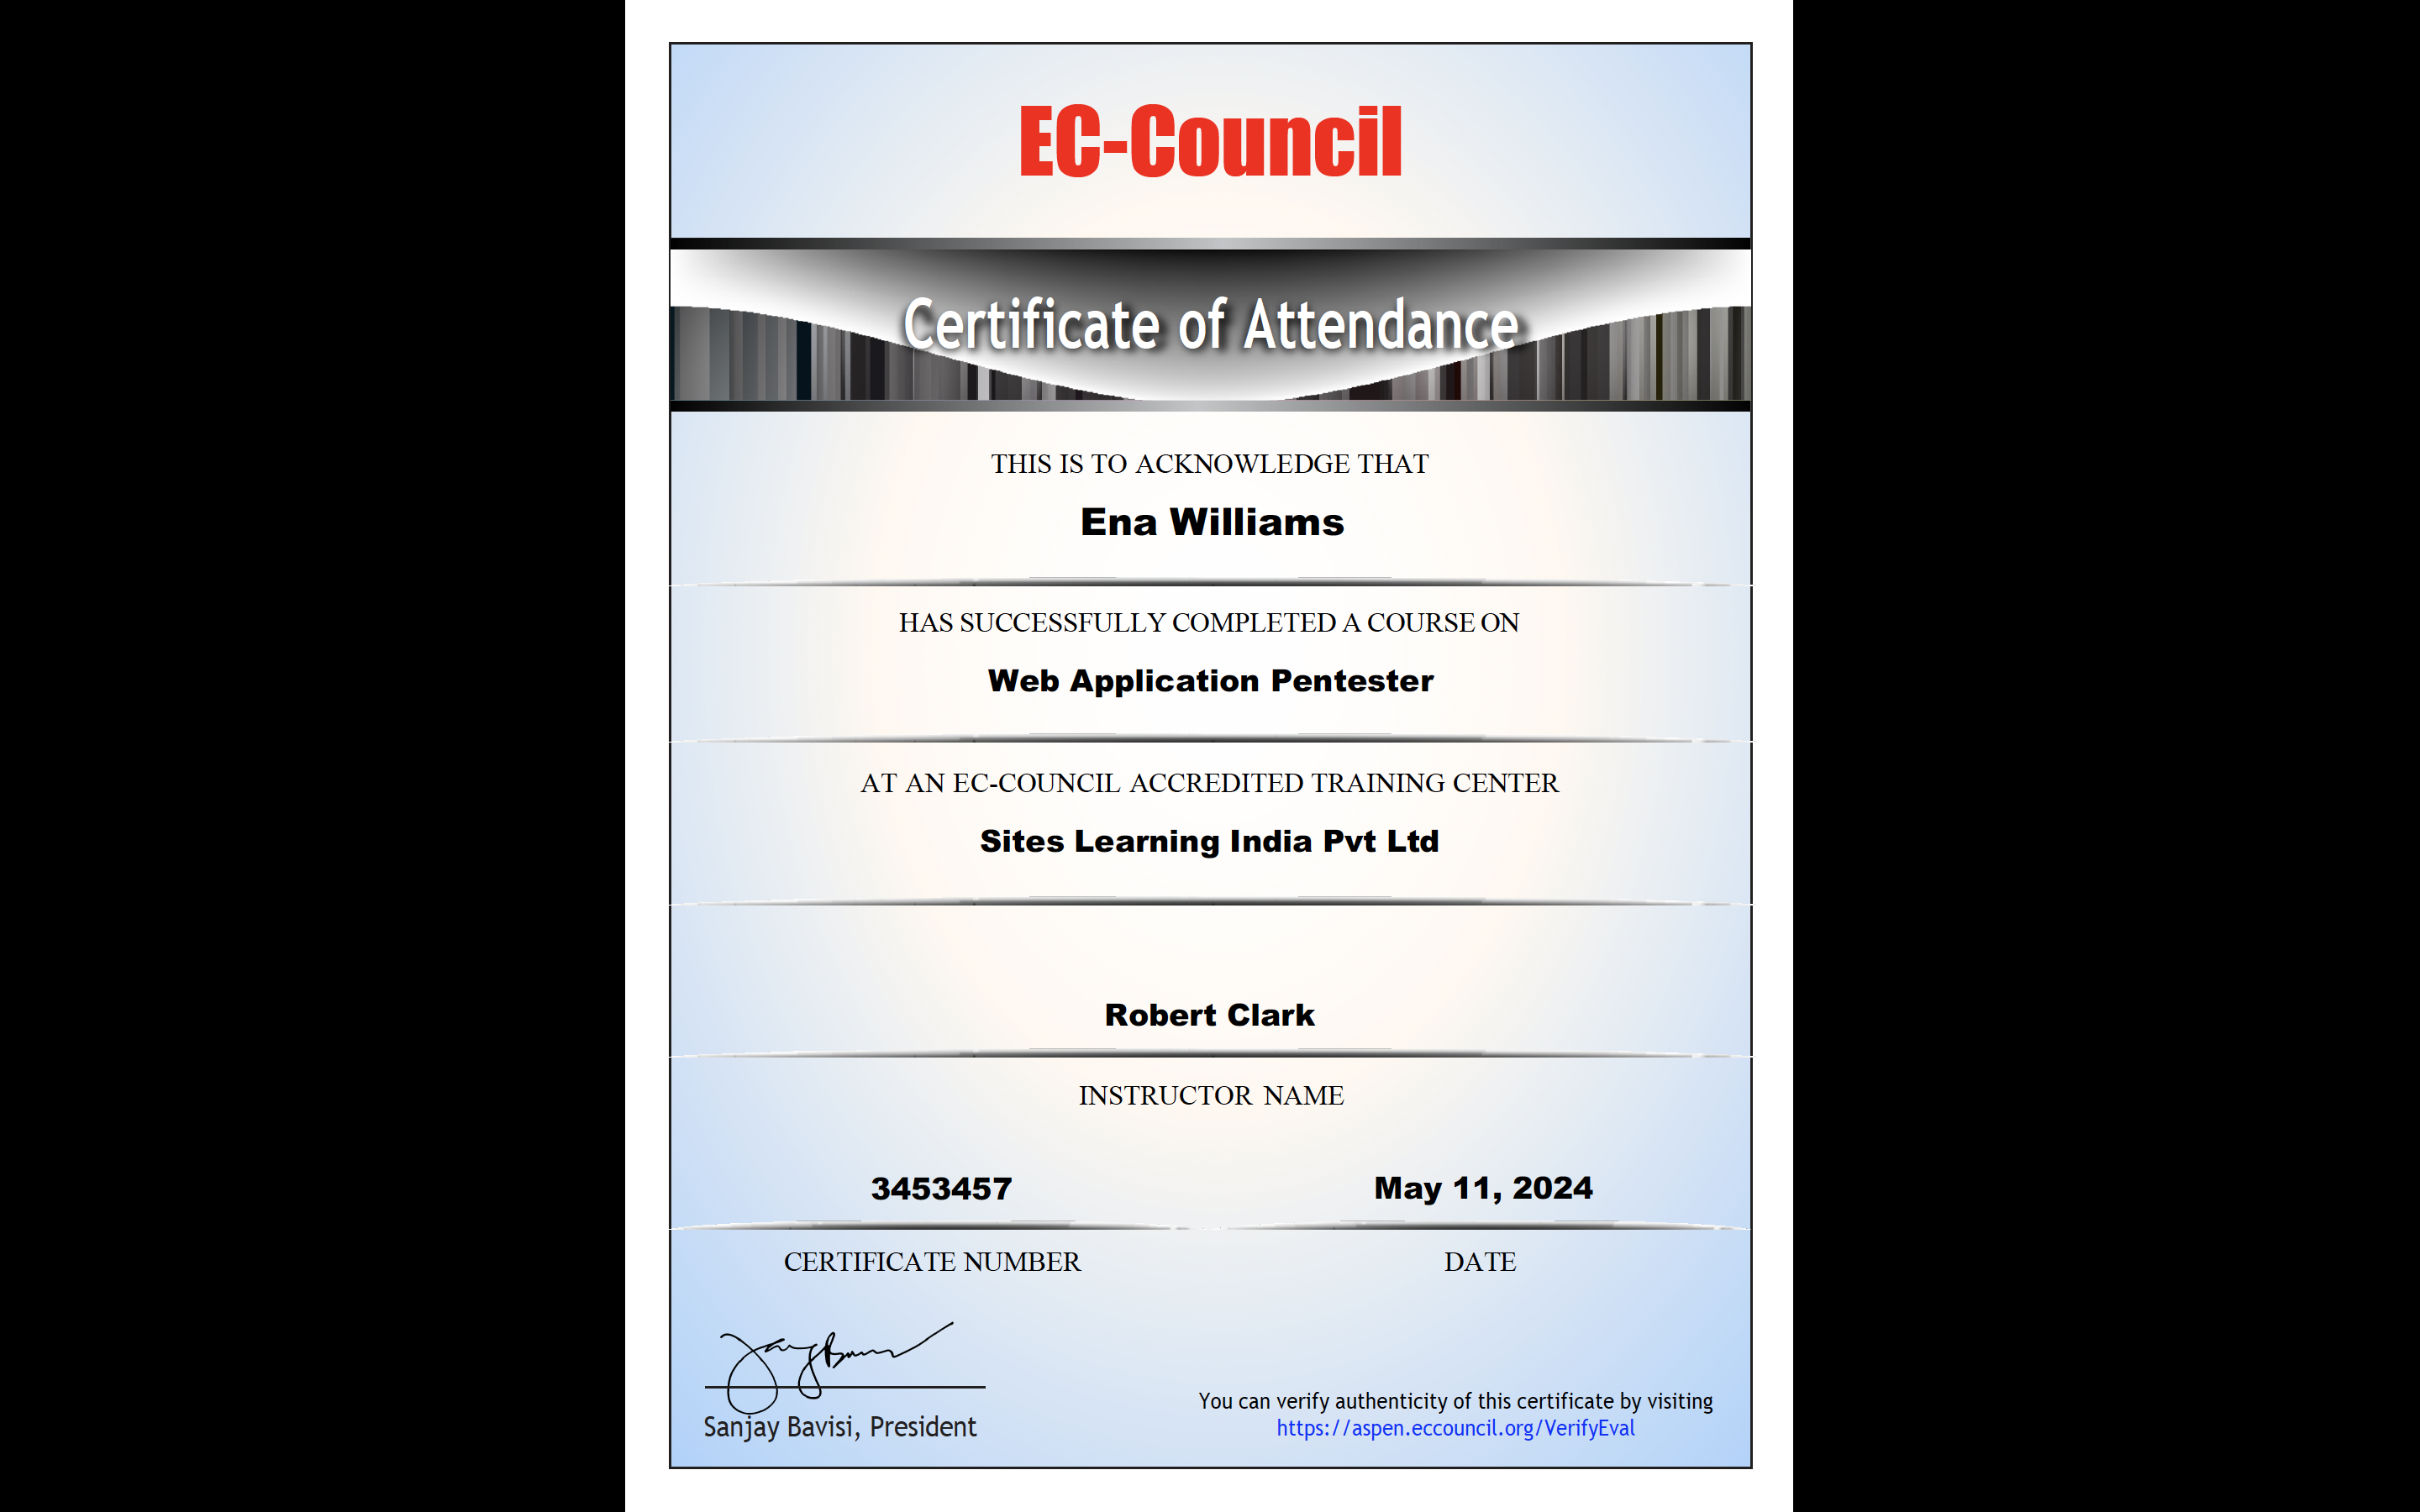 EC-Council
Certificate of Attendance
THIS IS TO ACKNOWLEDGE THAT
Ena Williams
HAS SUCCESSFULLY COMPLETED A COURSE ON
Web Application Pentester
AT AN EC-COUNCIL ACCREDITED TRAINING CENTER
Sites Learning India Pvt Ltd
Robert Clark
INSTRUCTOR NAME
3453457
May 11, 2024
CERTIFICATE NUMBER
DATE
Sanjay Bavisi, President
You can verify authenticity of this certificate by visiting
https://aspen.eccouncil.org/VerifyEval